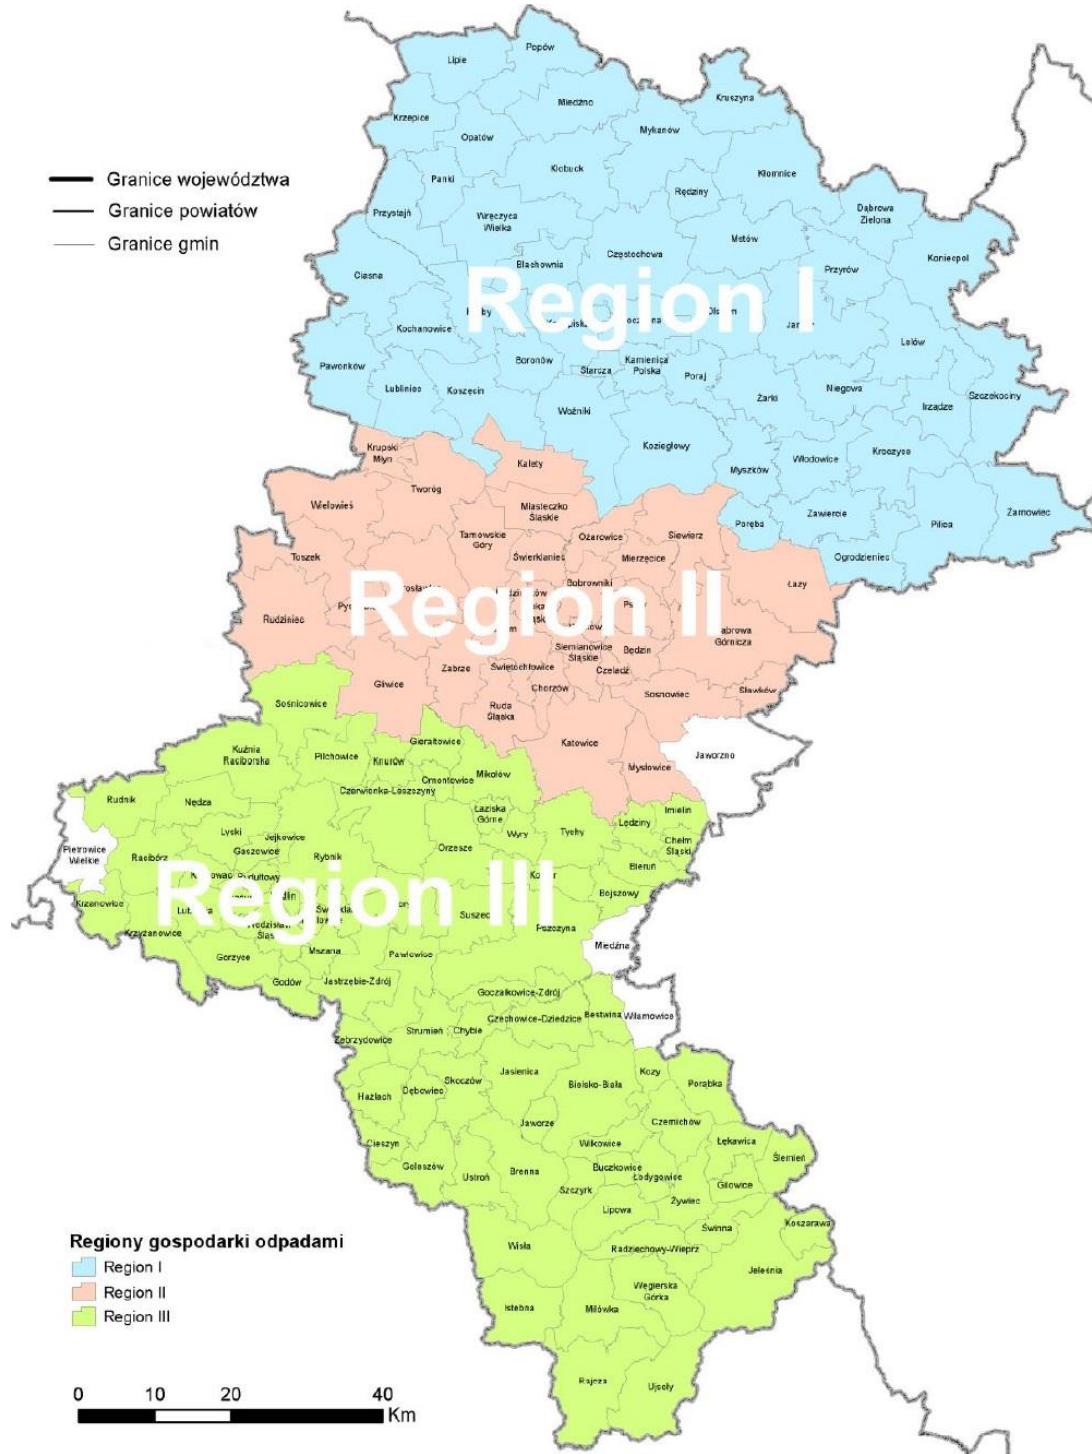 Popów
Lipie
Kruszyna
Miedźno
Krzepice
Mykanów
Opatów
Kłobuck
Kłomnice
Granice województwa
Panki
Rędziny
Granice powiatów
Przystajń
Dąbrowa
Zielona
Wręczyca
Wielka
Granice gmin
Mstów
Częstochowa
Koniecpol
Blachownia
Przyrów
Ciasna
Region I
Kochanowice
Lelów
Boronów
Kamienica
Polska
Pawonków
Starcza
Poraj
Lubliniec
Koszęcin
Niegowa
Żarki
Szczekociny
Irządze
Woźniki
Koziegłowy
Krupski
Młyn
Kroczyce
Włodowice
Kalety
Myszków
Tworóg
Wielowieś
Miasteczko
Śląskie
Zawiercie
Żarnowiec
Poręba
Pilica
Tarnowskie
Góry
Ożarowice
Siewierz
Toszek
Świerklaniec
Mierzęcice
Ogrodzieniec
Bobrowniki
Łazy
Region II
Rudziniec
Siemianowice
Śląskie
Będzin
Górnicza
Zabrze
Świętochłowice
Czeladź
Gliwice
Chorzów
Sosnowiec
Sławków
Sośnicowice
Ruda
Śląska
Gierałtowice
Katowice
Kuźnia
Raciborska
Pilchowice
Knurów
Jaworzno
Mysłowice
Ornontowice
Mikołów
Czerwionka-Leszczyny
Rudnik
Nędza
Łaziska
Górne
Imielin
Lędziny
Lyski
Jejkowice
Wyry
Tychy
Chełm
Śląski
Pietrowice
Wielkie
Gaszowice
Orzesze
Racibórz
Rybnik
Bieruń
Region III
Bojszowy
Krzanowice
Suszec
Krzyżanowice
Pszczyna
Miedźna
Mszana
Pawłowice
Gorzyce
Godów
Jastrzębie-Zdrój
Goczałkowice-Zdrój
Czechowice-Dziedzice
Bestwina
Wilamowice
Strumień
Chybie
Zebrzydowice
Jasienica
Kozy
Skoczów
Bielsko-Biała
Porąbka
Dębowiec
Hażlach
Jaworze
Czernichów
Cieszyn
Wilkowice
Łękawica
Ślemień
Goleszów
Buczkowice
Ustroń
Brenna
Łodygowice
Gilowice
Szczyrk
Żywiec
Lipowa
Koszarawa
Świnna
Regiony gospodarki odpadami
Wisła
Radziechowy-Wieprz
Region I
Jeleśnia
Region II
Węgierska
Górka
Region III
Istebna
Milówka
Rajcza
Ujsoły
0 10 20 40
Km